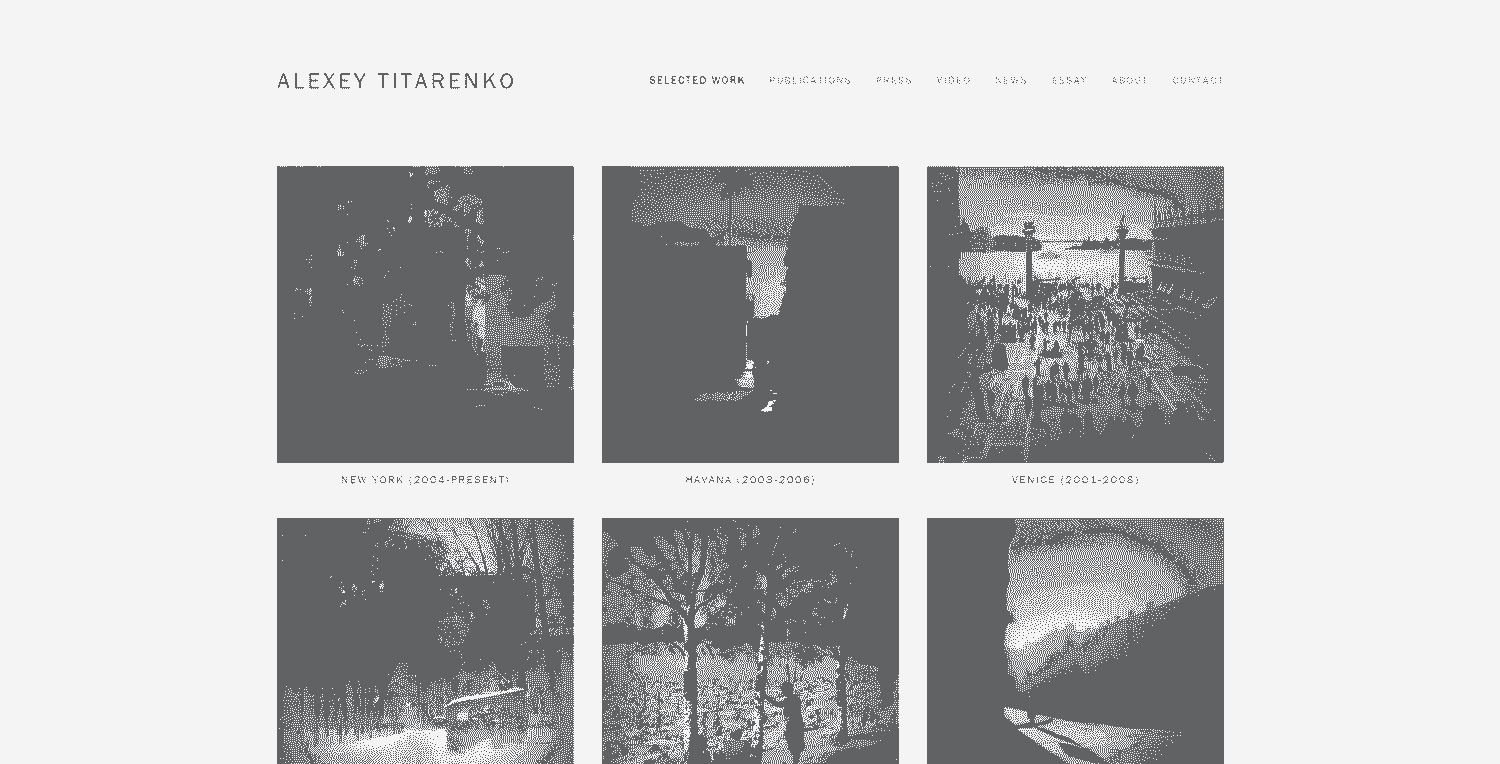 ALEXEY TITARENKO
SELECTED WORK PUBLICATIONS PRESS VIDEO NEWS ESSAY ABOUT CONTACT
NEW YORK (2004-PRESENT) HAVANA (2003-2006) VENICE (2001-2008)